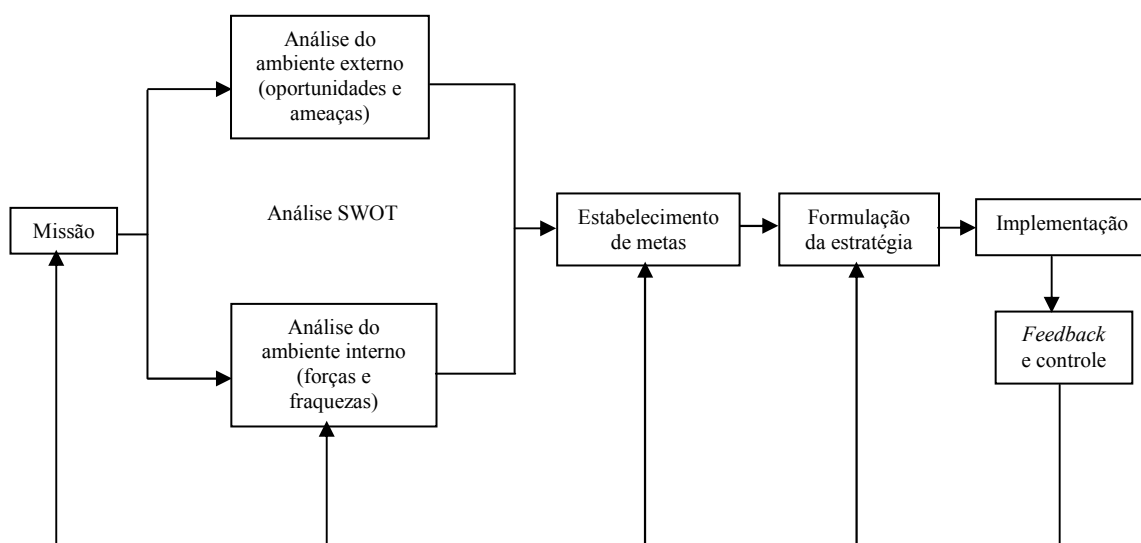 Análise do
ambiente externo
(oportunidades e
ameaças)
Missão
Análise SWOT
Análise do
ambiente interno
(forças e
fraquezas)
Estabelecimento
de metas
Formulação
da estratégia
Implementação
Feedback
e controle